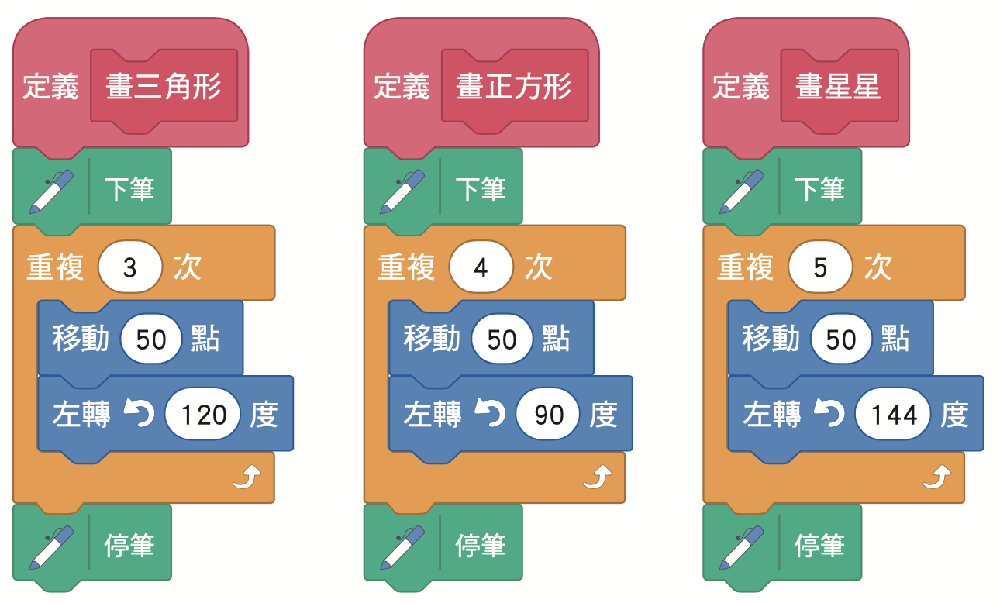 定義 畫三角形
下筆
重複 3 次
移動 50 點
左轉 120 度
停筆
定義 畫正方形
下筆
重複 4 次
移動 50 點
左轉 90 度
停筆
定義 畫星星
下筆
重複 5 次
移動 50 點
左轉 144 度
停筆